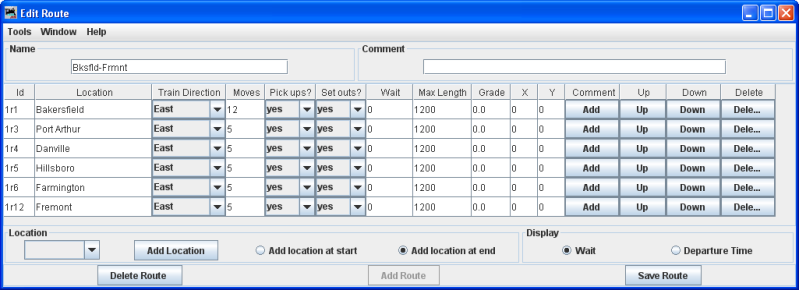 Edit Route
Tools Window Help
Name Comment
Bksfld-Frmnt
Id Location Train Direction Moves Pick ups? Set outs? Wait Max Length Grade X Y Comment Up Down Delete
1r1 Bakersfield East 12 yes yes 0 1200 0.0 0 0 Add Up Down Dele...
1r3 Port Arthur East 5 yes yes 0 1200 0.0 0 0 Add Up Down Dele...
1r4 Danville East 5 yes yes 0 1200 0.0 0 0 Add Up Down Dele...
1r5 Hillsboro East 5 yes yes 0 1200 0.0 0 0 Add Up Down Dele...
1r6 Farmington East 5 yes yes 0 1200 0.0 0 0 Add Up Down Dele...
1r12 Fremont East 5 yes yes 0 1200 0.0 0 0 Add Up Down Dele...
Location Display
Add Location Add location at start Add location at end Wait Departure Time
Delete Route Add Route Save Route